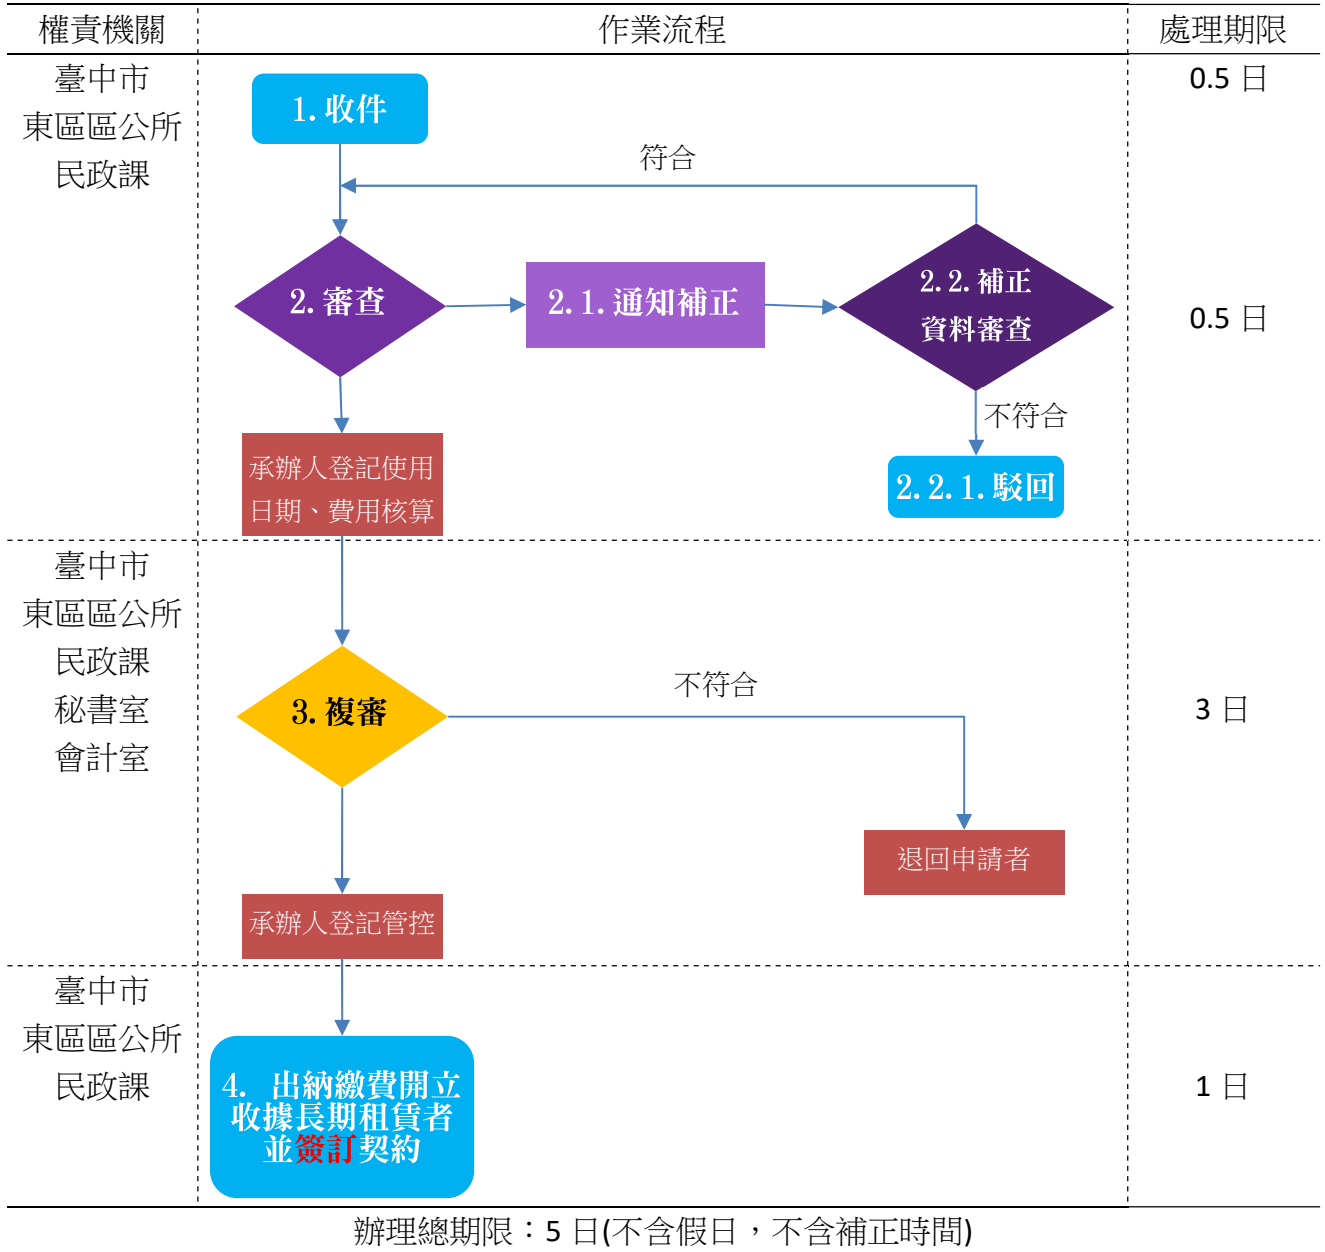 權責機關
作業流程
處理期限
臺中市
東區區公所
民政課
0.5 日
1.收件
符合
2.審查
2.1.通知補正
2.2.補正
資料審查
0.5 日
不符合
承辦人登記使用
日期、費用核算
2.2.1.駁回
臺中市
東區區公所
民政課
秘書室
會計室
3.複審
不符合
3 日
退回申請者
承辦人登記管控
臺中市
東區區公所
民政課
4. 出納繳費開立
收據長期租賃者
並簽訂契約
1 日
辦理總期限：5 日(不含假日，不含補正時間)